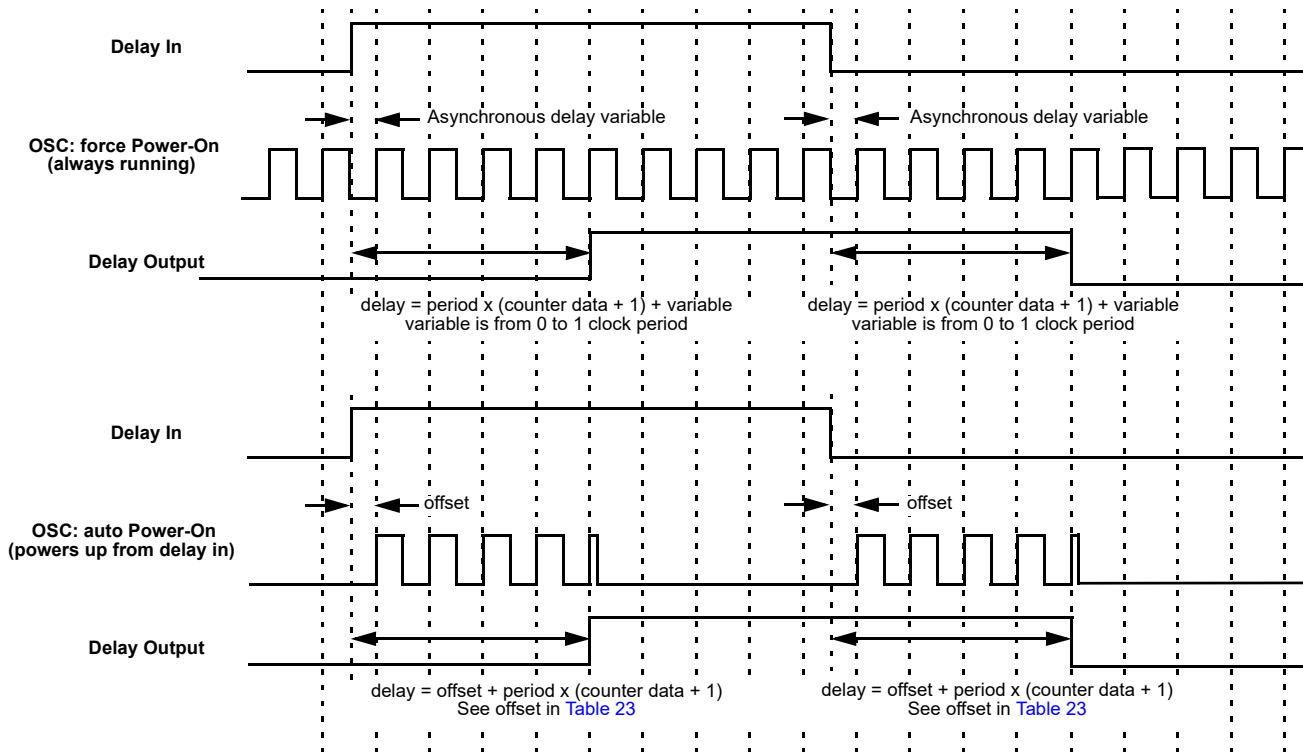 Delay In
Asynchronous delay variable
Asynchronous delay variable
OSC: force Power-On
(always running)
Delay Output
delay = period x (counter data + 1) + variable
variable is from 0 to 1 clock period
delay = period x (counter data + 1) + variable
variable is from 0 to 1 clock period
Delay In
offset
offset
OSC: auto Power-On
(powers up from delay in)
Delay Output
delay = offset + period x (counter data + 1)
See offset in Table 23
delay = offset + period x (counter data + 1)
See offset in Table 23